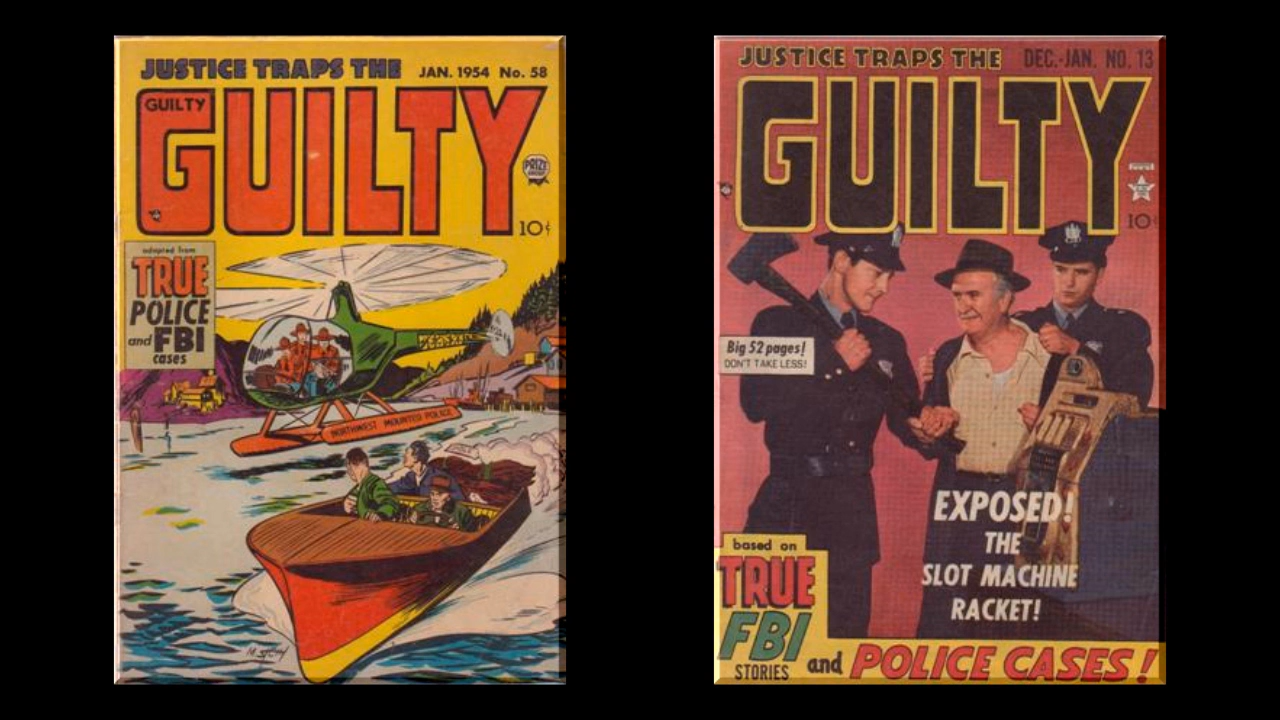 JUSTICE TRAPS THE
JAN. 1954 No. 58
GUILTY
GUILTY
PRIZE
GROUP
10¢
adapted from
TRUE
POLICE
and FBI
cases
NORTHWEST MOUNTED POLICE
JUSTICE TRAPS THE
DEC.-JAN. NO. 13
GUILTY
10¢
Big 52 pages!
DON'T TAKE LESS!
EXPOSED!
THE
SLOT MACHINE
RACKET!
based on
TRUE
FBI
STORIES
and POLICE CASES!